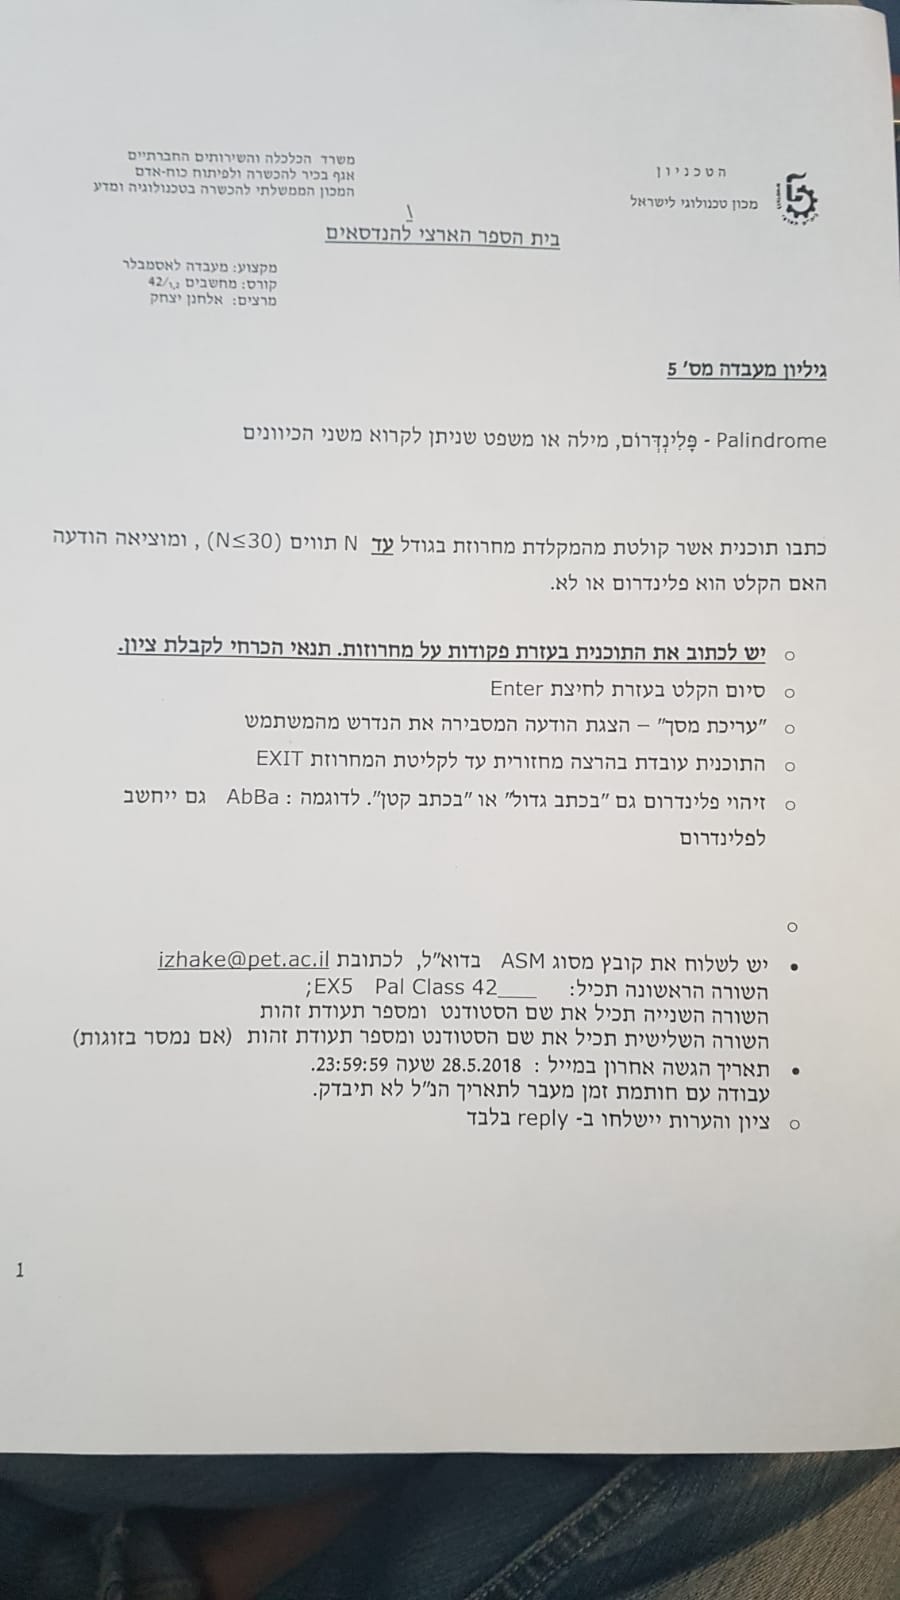 הטכניון
מכון טכנולוגי לישראל
משרד הכלכלה והשירותים החברתיים
אגף בכיר להכשרה ולפיתוח כוח-אדם
המכון הממשלתי להכשרה בטכנולוגיה ומדע
\
בית הספר הארצי להנדסאים
מקצוע: מעבדה לאסמבלר
קורס: מחשבים 42/1,2
מרצים: אלחנן יצחק
גיליון מעבדה מס' 5
Palindrome - פָּלִינְדְּרוֹם, מילה או משפט שניתן לקרוא משני הכיוונים
כתבו תוכנית אשר קולטת מהמקלדת מחרוזת בגודל עד N תווים (N≤30) , ומוציאה הודעה
האם הקלט הוא פלינדרום או לא.
○ יש לכתוב את התוכנית בעזרת פקודות על מחרוזות. תנאי הכרחי לקבלת ציון.
○ סיום הקלט בעזרת לחיצת Enter
○ "עריכת מסך" – הצגת הודעה המסבירה את הנדרש מהמשתמש
○ התוכנית עובדת בהרצה מחזורית עד לקליטת המחרוזת EXIT
○ זיהוי פלינדרום גם "בכתב גדול" או "בכתב קטן". לדוגמה : AbBa גם ייחשב
לפלינדרום
○
• יש לשלוח את קובץ מסוג ASM בדוא"ל, לכתובת izhake@pet.ac.il
השורה הראשונה תכיל: ;EX5 Pal Class 42___
השורה השנייה תכיל את שם הסטודנט ומספר תעודת זהות
השורה השלישית תכיל את שם הסטודנט ומספר תעודת זהות (אם נמסר בזוגות)
• תאריך הגשה אחרון במייל : 28.5.2018 שעה 23:59:59.
עבודה עם חותמת זמן מעבר לתאריך הנ"ל לא תיבדק.
○ ציון והערות יישלחו ב- reply בלבד
1